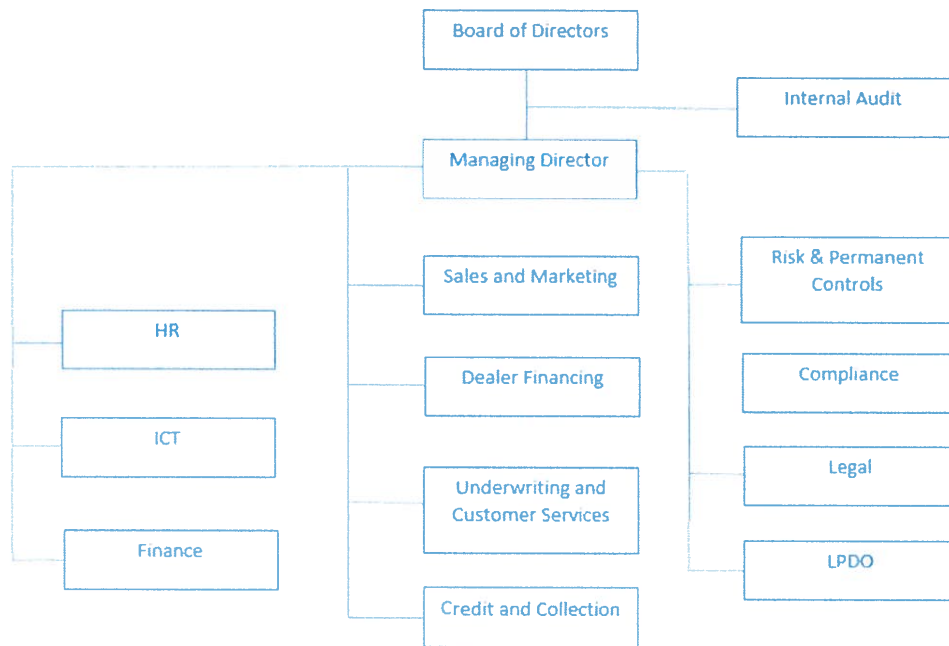 Board of Directors
Internal Audit
Managing Director
Sales and Marketing
Risk & Permanent
Controls
HR
Dealer Financing
Compliance
ICT
Legal
Underwriting and
Customer Services
Finance
LPDO
Credit and Collection